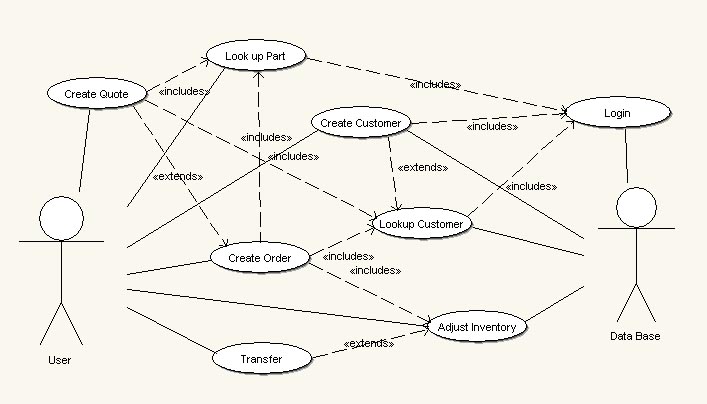 Look up Part
Create Quote
«includes»
«includes»
Login
Create Customer
«includes»
«includes»
«includes»
«extends»
«extends»
«includes»
Lookup Customer
Create Order
«includes»
«includes»
Adjust Inventory
Data Base
«extends»
User
Transfer